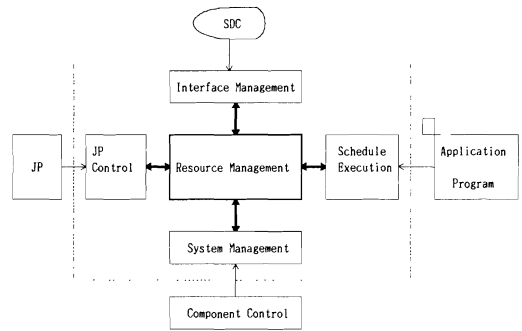 SDC
Interface Management
JP
JP
Control
Resource Management
Schedule
Execution
Application
Program
System Management
Component Control